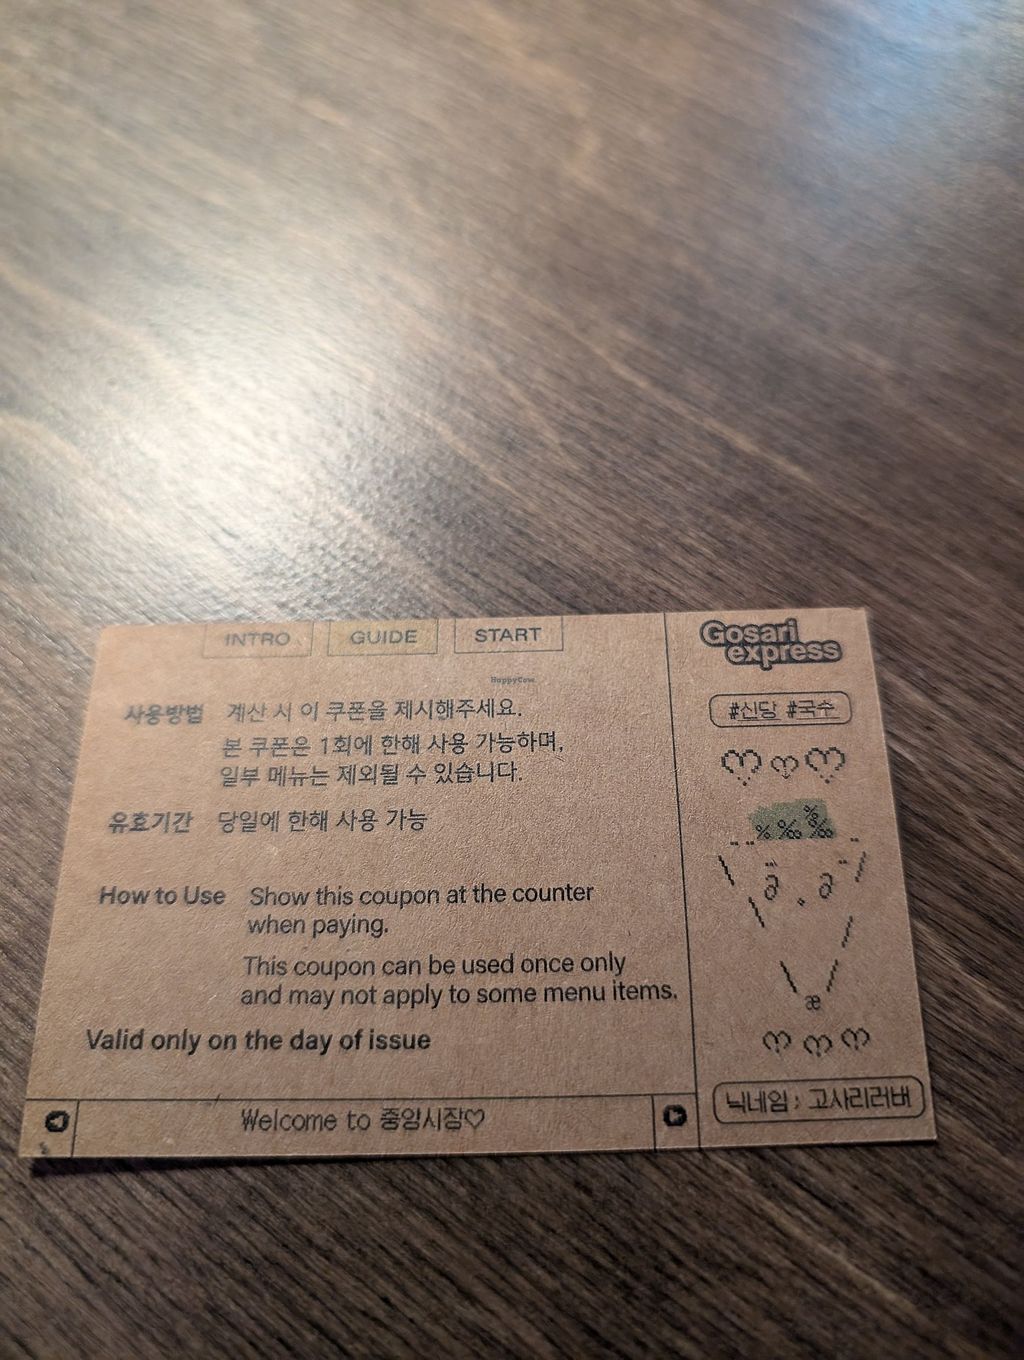 INTRO GUIDE START
HappyCow
사용방법 계산 시 이 쿠폰을 제시해주세요.
본 쿠폰은 1회에 한해 사용 가능하며,
일부 메뉴는 제외될 수 있습니다.
유효기간 당일에 한해 사용 가능
How to Use Show this coupon at the counter
when paying.
This coupon can be used once only
and may not apply to some menu items.
Valid only on the day of issue
Welcome to 중앙시장♡
Gosari
express
#신당 #국수
닉네임 : 고사리러버